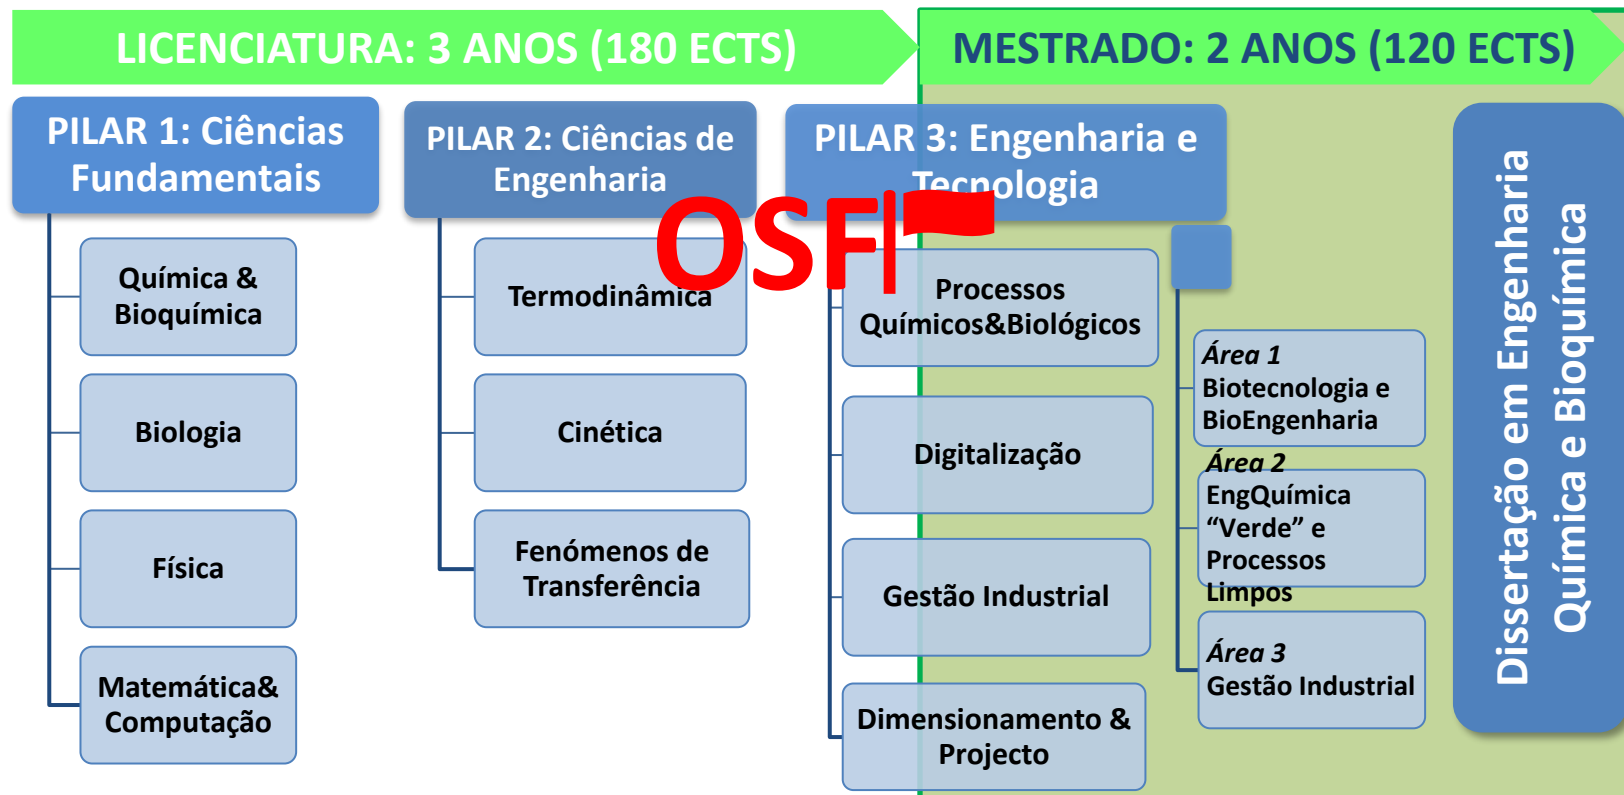 LICENCIATURA: 3 ANOS (180 ECTS)
MESTRADO: 2 ANOS (120 ECTS)
PILAR 1: Ciências
Fundamentais
Química &
Bioquímica
Biologia
Física
Matemática&
Computação
PILAR 2: Ciências de
Engenharia
Termodinâmica
Cinética
Fenómenos de
Transferência
PILAR 3: Engenharia e
Tecnologia
OSF
Processos
Químicos&Biológicos
Digitalização
Gestão Industrial
Dimensionamento &
Projecto
Área 1
Biotecnologia e
BioEngenharia
Área 2
EngQuímica
“Verde” e
Processos
Limpos
Área 3
Gestão Industrial
Dissertação em Engenharia
Química e Bioquímica